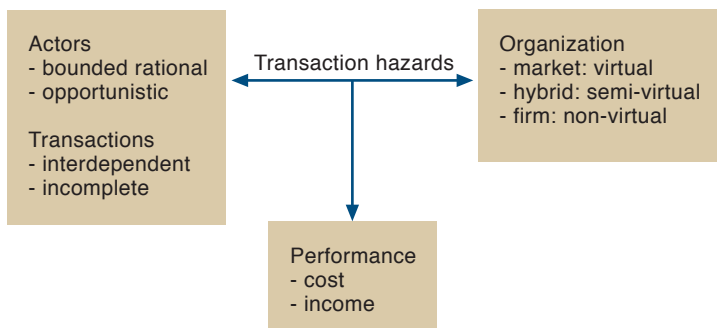 Actors
- bounded rational
- opportunistic
Transactions
- interdependent
- incomplete
Transaction hazards
Organization
- market: virtual
- hybrid: semi-virtual
- firm: non-virtual
Performance
- cost
- income